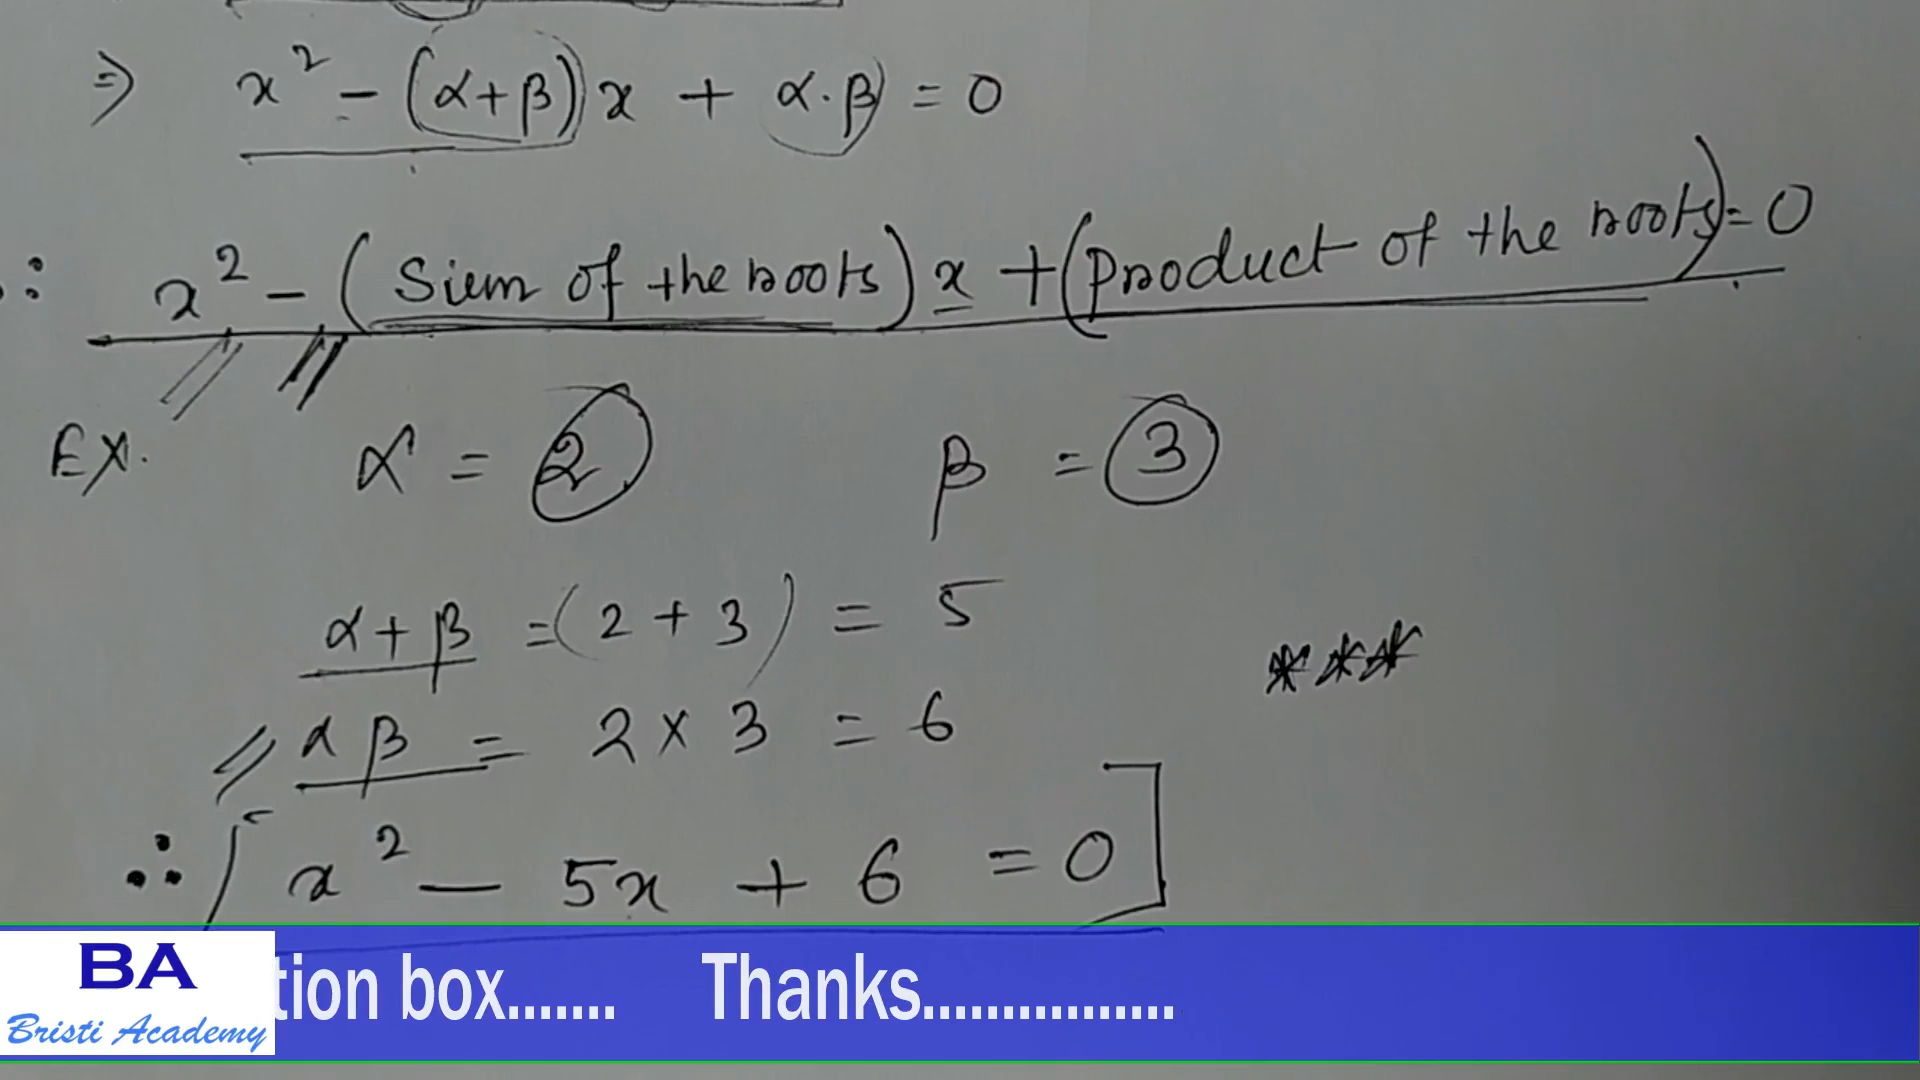 ⇒ x² - (α+β)x + α·β = 0
∴ x² - (Sum of the roots) x + (product of the roots) = 0
Ex. α = 2 β = 3
α+β = (2+3) = 5
αβ = 2 × 3 = 6
***
∴ [x² - 5x + 6 = 0]
tion box....... Thanks................
BA
Bristi Academy